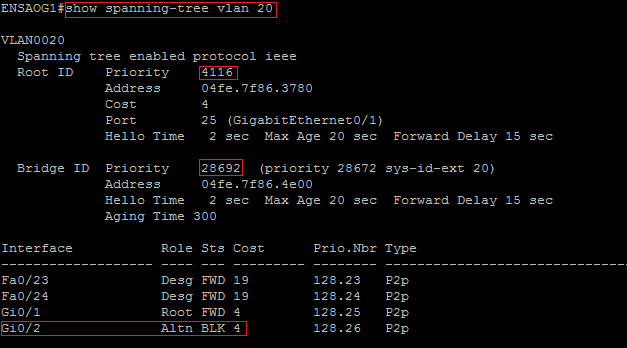 ENSAOG1#show spanning-tree vlan 20
VLAN0020
Spanning tree enabled protocol ieee
Root ID Priority 4116
Address 04fe.7f86.3780
Cost 4
Port 25 (GigabitEthernet0/1)
Hello Time 2 sec Max Age 20 sec Forward Delay 15 sec
Bridge ID Priority 28692 (priority 28672 sys-id-ext 20)
Address 04fe.7f86.4e00
Hello Time 2 sec Max Age 20 sec Forward Delay 15 sec
Aging Time 300
Interface Role Sts Cost Prio.Nbr Type
------------------- ---- --- --------- -------- --------------------------------
Fa0/23 Desg FWD 19 128.23 P2p
Fa0/24 Desg FWD 19 128.24 P2p
Gi0/1 Root FWD 4 128.25 P2p
Gi0/2 Altn BLK 4 128.26 P2p